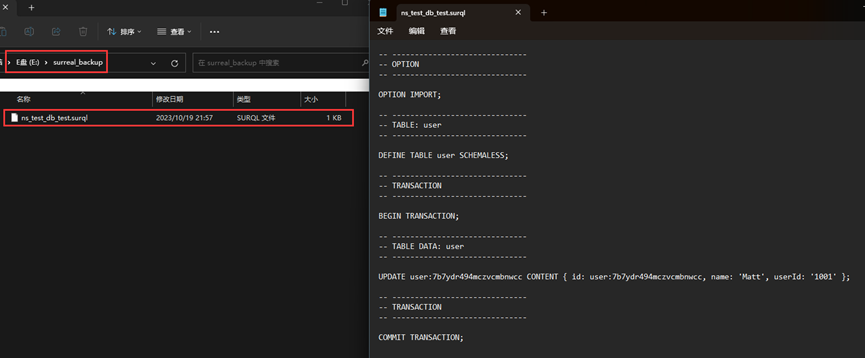 排序
查看
E盘 (E:) > surreal_backup
在 surreal_backup 中搜索
名称
修改日期
类型
大小
ns_test_db_test.surql
2023/10/19 21:57
SURQL 文件
1 KB
ns_test_db_test.surql
文件
编辑
查看
-- ------------------------------
-- OPTION
-- ------------------------------
OPTION IMPORT;
-- ------------------------------
-- TABLE: user
-- ------------------------------
DEFINE TABLE user SCHEMALESS;
-- ------------------------------
-- TRANSACTION
-- ------------------------------
BEGIN TRANSACTION;
-- ------------------------------
-- TABLE DATA: user
-- ------------------------------
UPDATE user:7b7ydr494mczvcmbnwcc CONTENT { id: user:7b7ydr494mczvcmbnwcc, name: 'Matt', userId: '1001' };
-- ------------------------------
-- TRANSACTION
-- ------------------------------
COMMIT TRANSACTION;